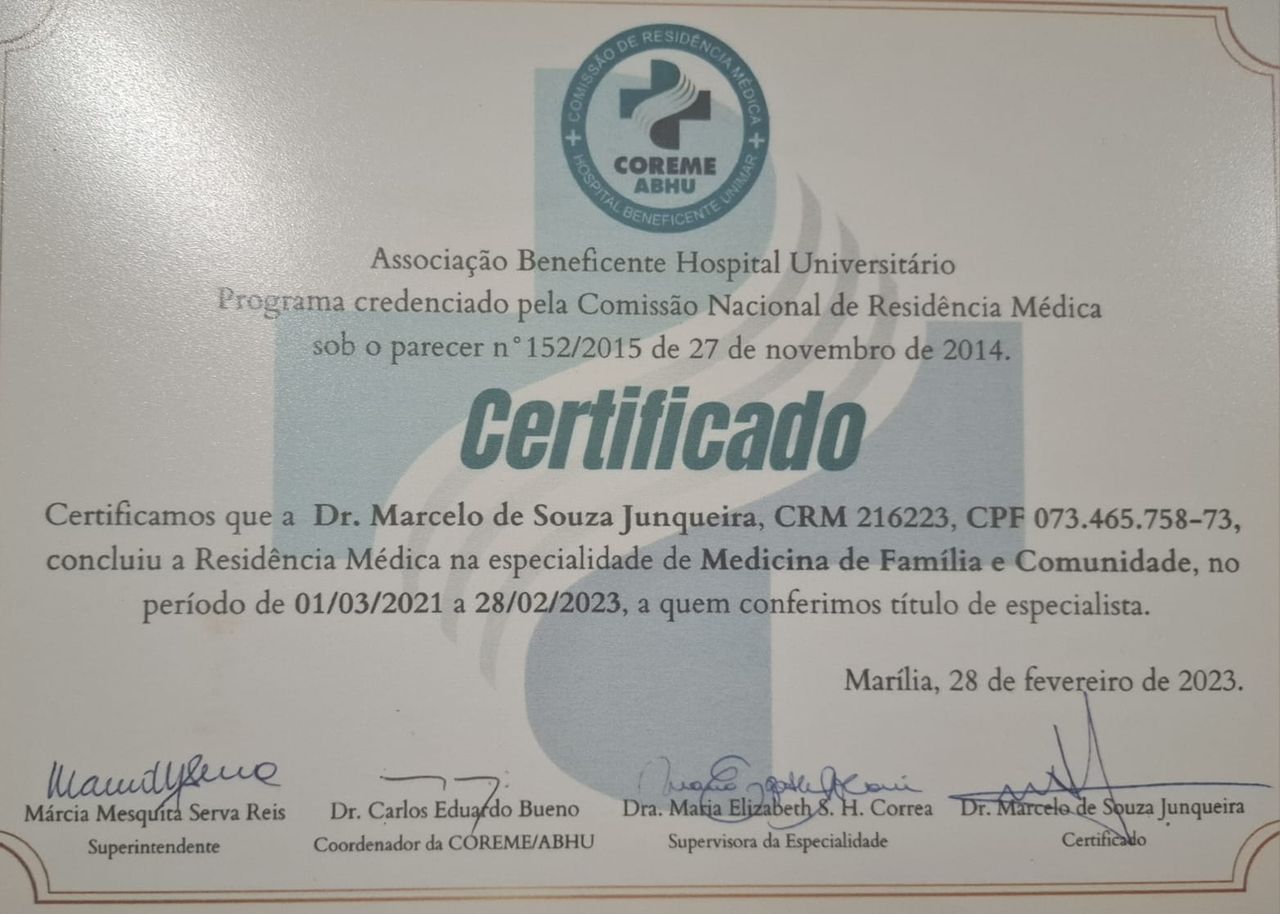 COMISSÃO DE RESIDÊNCIA MÉDICA
COREME
ABHU
HOSPITAL BENEFICENTE UNIMAR
Associação Beneficente Hospital Universitário
Programa credenciado pela Comissão Nacional de Residência Médica
sob o parecer n°152/2015 de 27 de novembro de 2014.
Certificado
Certificamos que a Dr. Marcelo de Souza Junqueira, CRM 216223, CPF 073.465.758-73,
concluiu a Residência Médica na especialidade de Medicina de Família e Comunidade, no
período de 01/03/2021 a 28/02/2023, a quem conferimos título de especialista.
Marília, 28 de fevereiro de 2023.
Márcia Mesquita Serva Reis
Superintendente
Dr. Carlos Eduardo Bueno
Coordenador da COREME/ABHU
Dra. Maria Elizabeth S. H. Correa
Supervisora da Especialidade
Dr. Marcelo de Souza Junqueira
Certificado